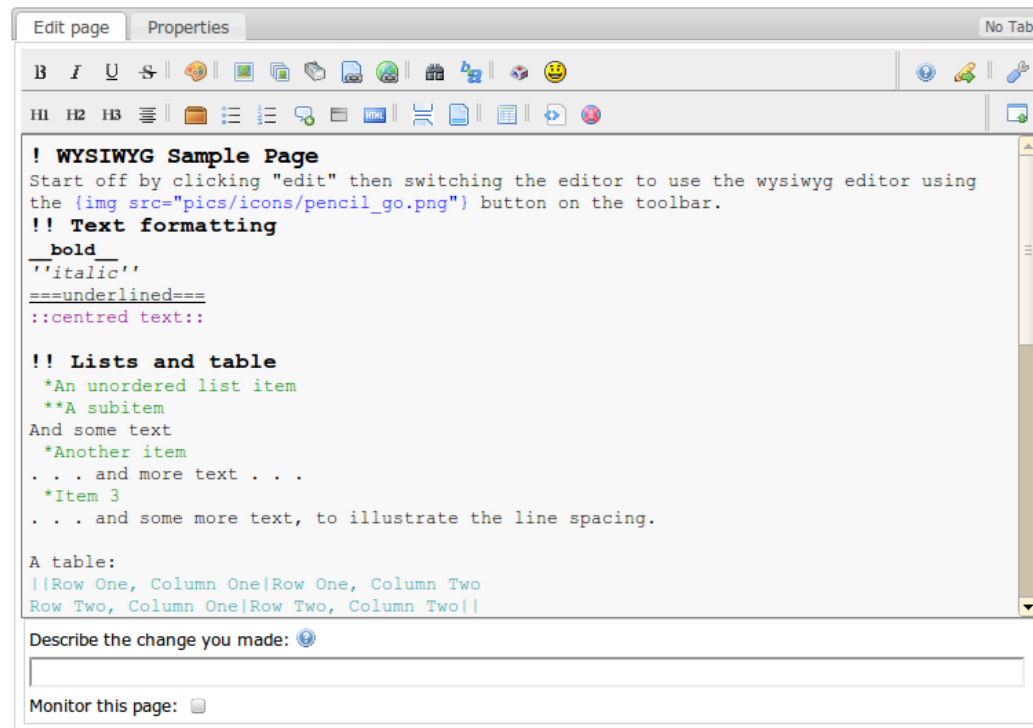 Edit page Properties No Tab
B I U S
H1 H2 H3 HTML
! WYSIWYG Sample Page
Start off by clicking "edit" then switching the editor to use the wysiwyg editor using
the {img src="pics/icons/pencil_go.png"} button on the toolbar.
!! Text formatting
__bold__
''italic''
===underlined===
::centred text::
!! Lists and table
*An unordered list item
**A subitem
And some text
*Another item
. . . and more text . . .
*Item 3
. . . and some more text, to illustrate the line spacing.
A table:
||Row One, Column One|Row One, Column Two
Row Two, Column One|Row Two, Column Two||
Describe the change you made:
Monitor this page: